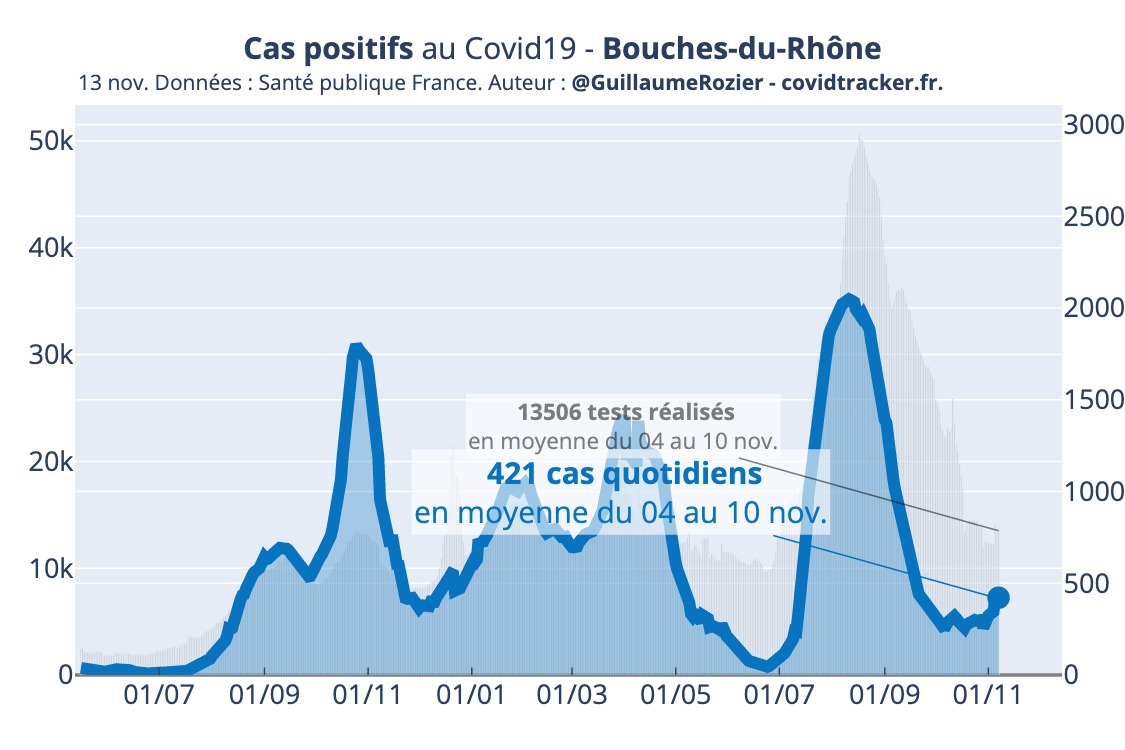 Cas positifs au Covid19 - Bouches-du-Rhône
13 nov. Données : Santé publique France. Auteur : @GuillaumeRozier - covidtracker.fr.
50k
40k
30k
20k
10k
0
3000
2500
2000
1500
1000
500
0
13506 tests réalisés
en moyenne du 04 au 10 nov.
421 cas quotidiens
en moyenne du 04 au 10 nov.
01/07 01/09 01/11 01/01 01/03 01/05 01/07 01/09 01/11